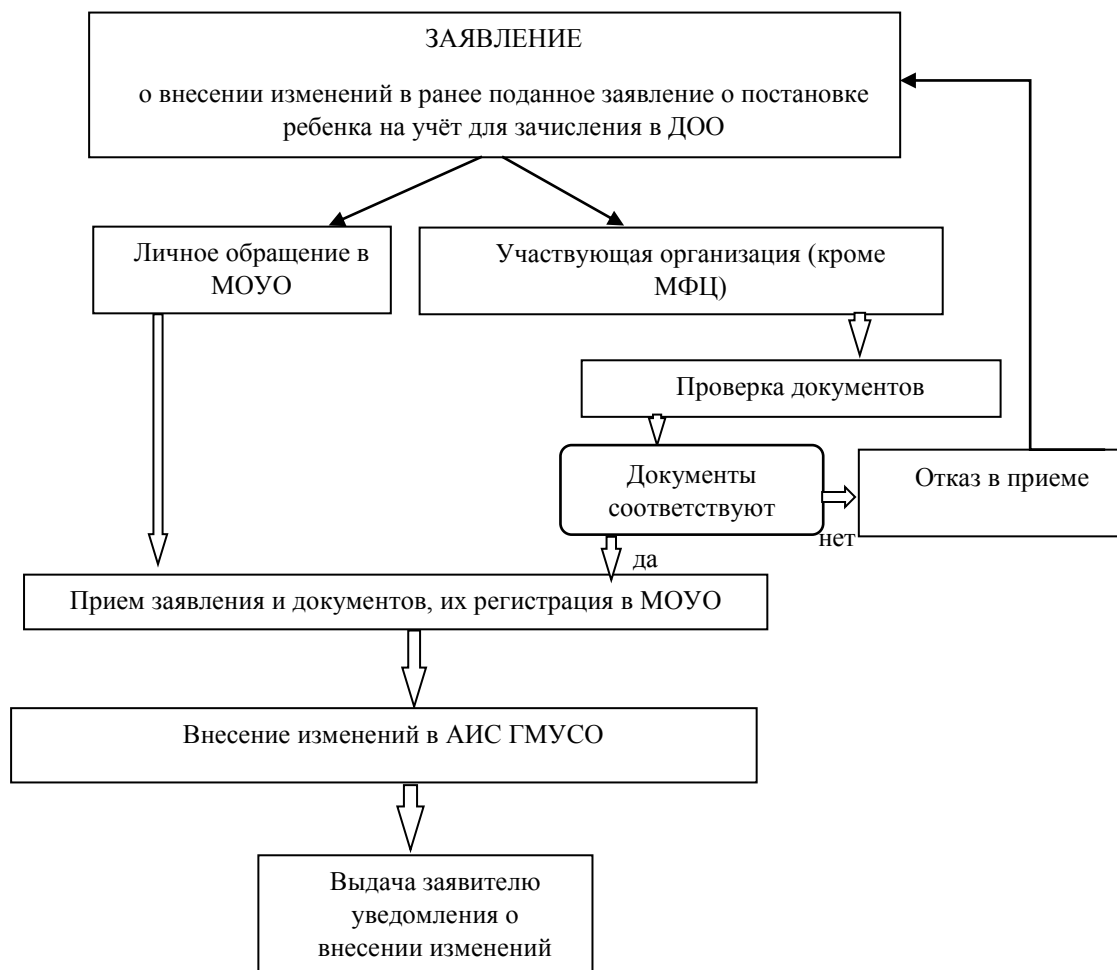 ЗАЯВЛЕНИЕ
о внесении изменений в ранее поданное заявление о постановке
ребенка на учёт для зачисления в ДОО
Личное обращение в
МОУО
Участвующая организация (кроме
МФЦ)
Проверка документов
Документы
соответствуют
Отказ в приеме
нет
да
Прием заявления и документов, их регистрация в МОУО
Внесение изменений в АИС ГМУСО
Выдача заявителю
уведомления о
внесении изменений